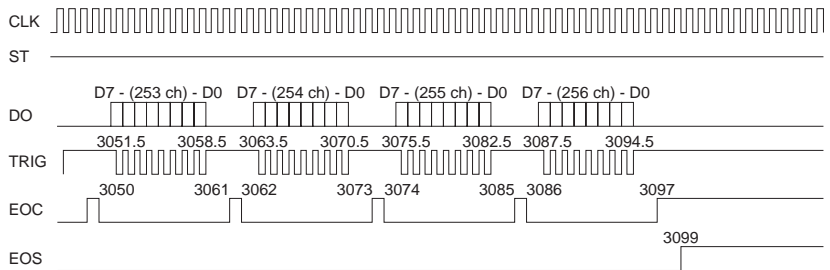 CLK
ST
D7 - (253 ch) - D0 D7 - (254 ch) - D0 D7 - (255 ch) - D0 D7 - (256 ch) - D0
DO
3051.5 3058.5 3063.5 3070.5 3075.5 3082.5 3087.5 3094.5
TRIG
3050 3061 3062 3073 3074 3085 3086 3097
EOC
3099
EOS